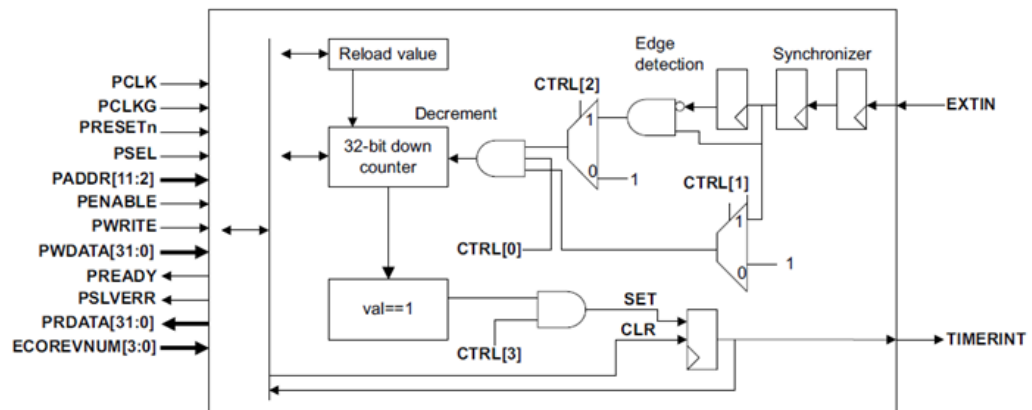 Reload value
Edge
detection
Synchronizer
PCLK
PCLKG
PRESETn
PSEL
PADDR[11:2]
PENABLE
PWRITE
PWDATA[31:0]
PREADY
PSLVERR
PRDATA[31:0]
ECOREVNUM[3:0]
CTRL[2]
EXTIN
Decrement
1
32-bit down
counter
0
1
CTRL[1]
1
0
1
CTRL[0]
val==1
SET
CLR
CTRL[3]
TIMERINT